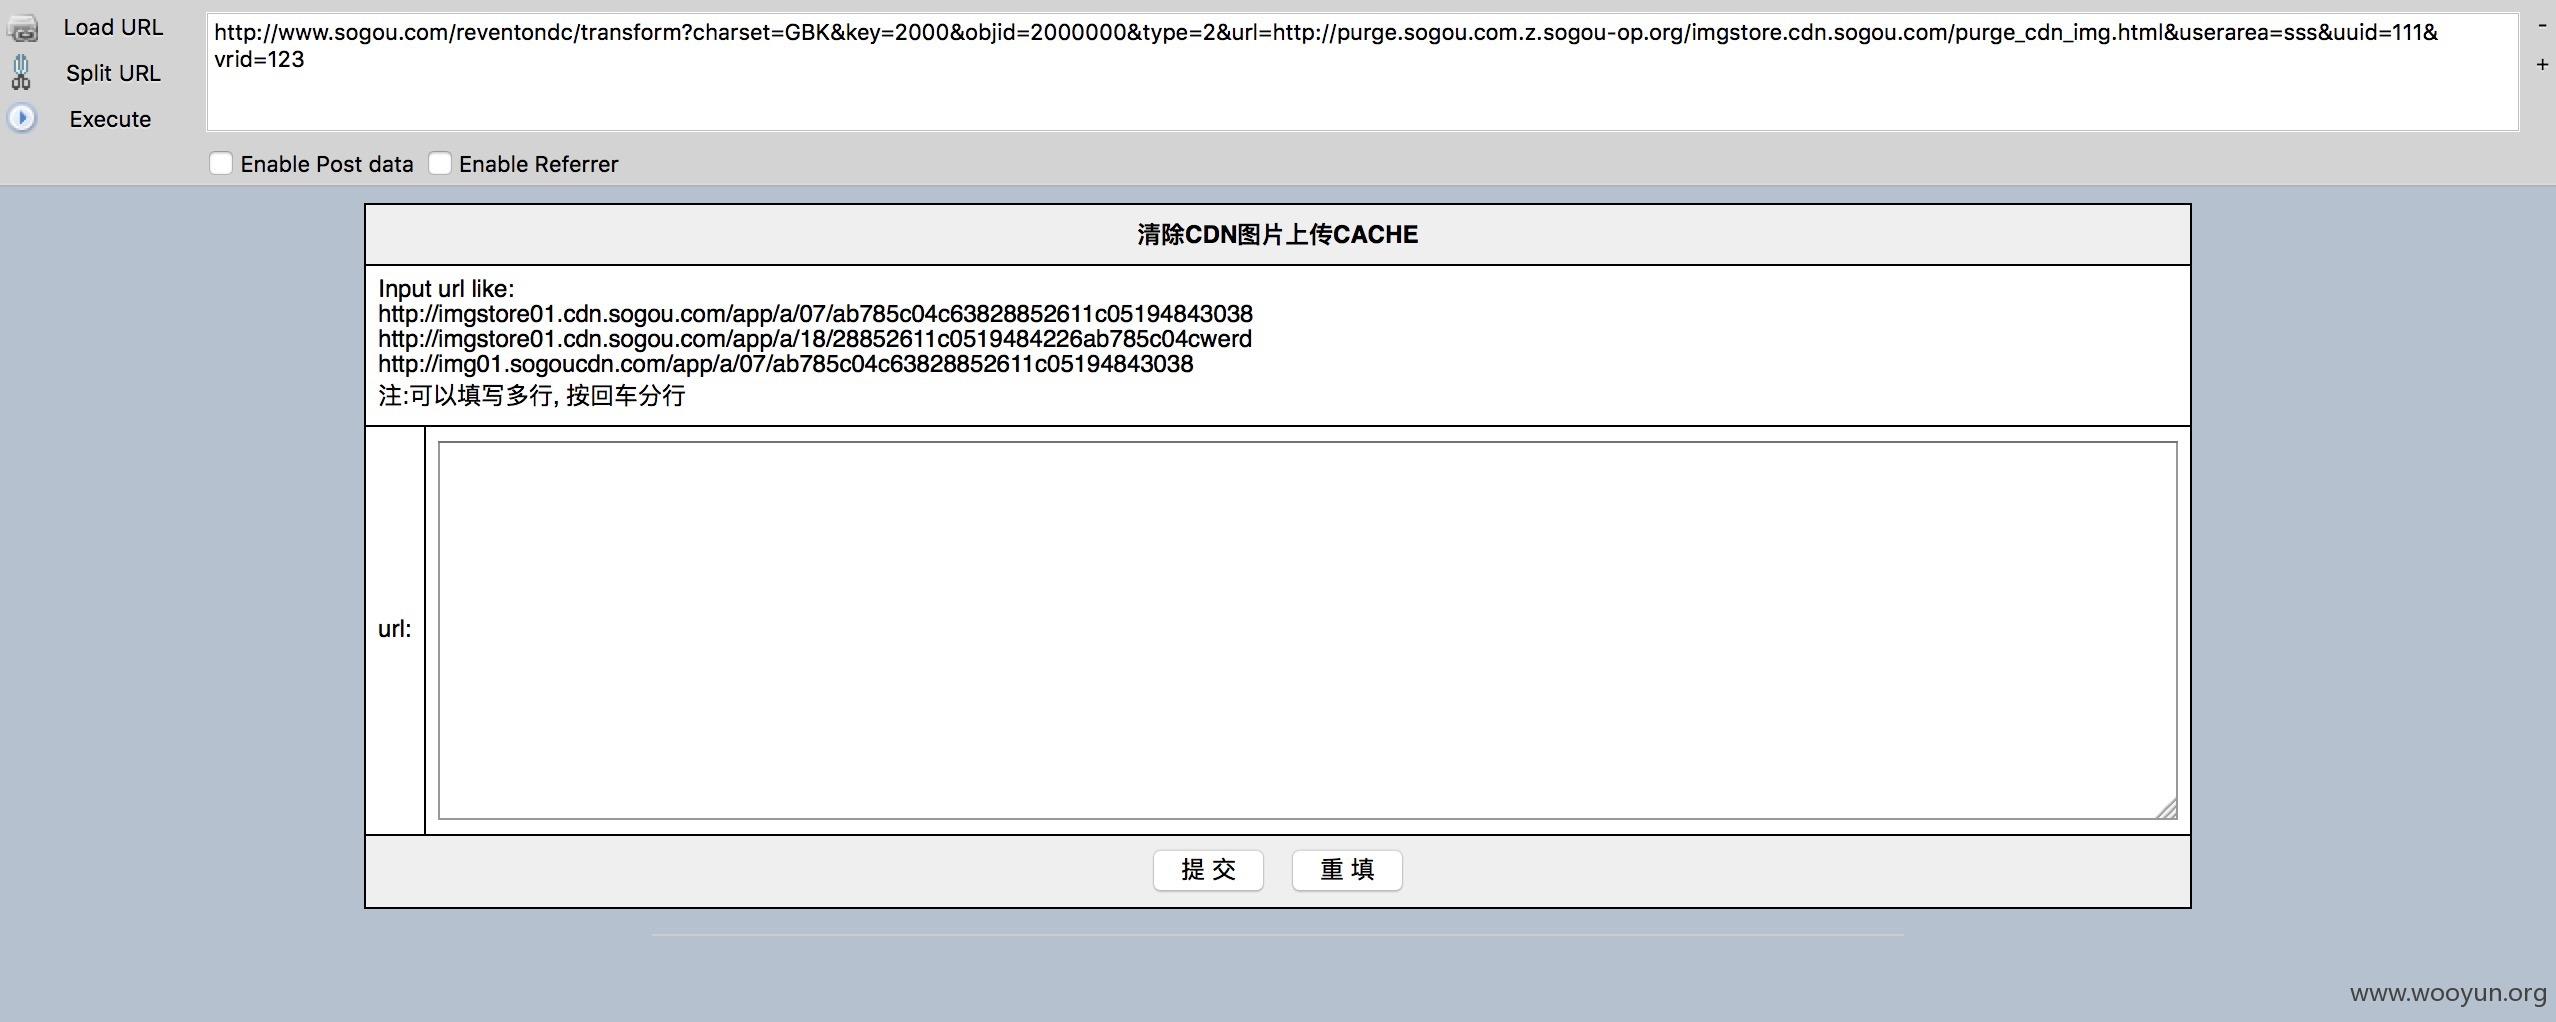 Load URL
Split URL
Execute
http://www.sogou.com/reventondc/transform?charset=GBK&key=2000&objid=2000000&type=2&url=http://purge.sogou.com.z.sogou-op.org/imgstore.cdn.sogou.com/purge_cdn_img.html&userarea=sss&uuid=111&
vrid=123
-
+
Enable Post data Enable Referrer
清除CDN图片上传CACHE
Input url like:
http://imgstore01.cdn.sogou.com/app/a/07/ab785c04c63828852611c05194843038
http://imgstore01.cdn.sogou.com/app/a/18/28852611c0519484226ab785c04cwerd
http://img01.sogoucdn.com/app/a/07/ab785c04c63828852611c05194843038
注:可以填写多行, 按回车分行
url:
提 交 重 填
www.wooyun.org